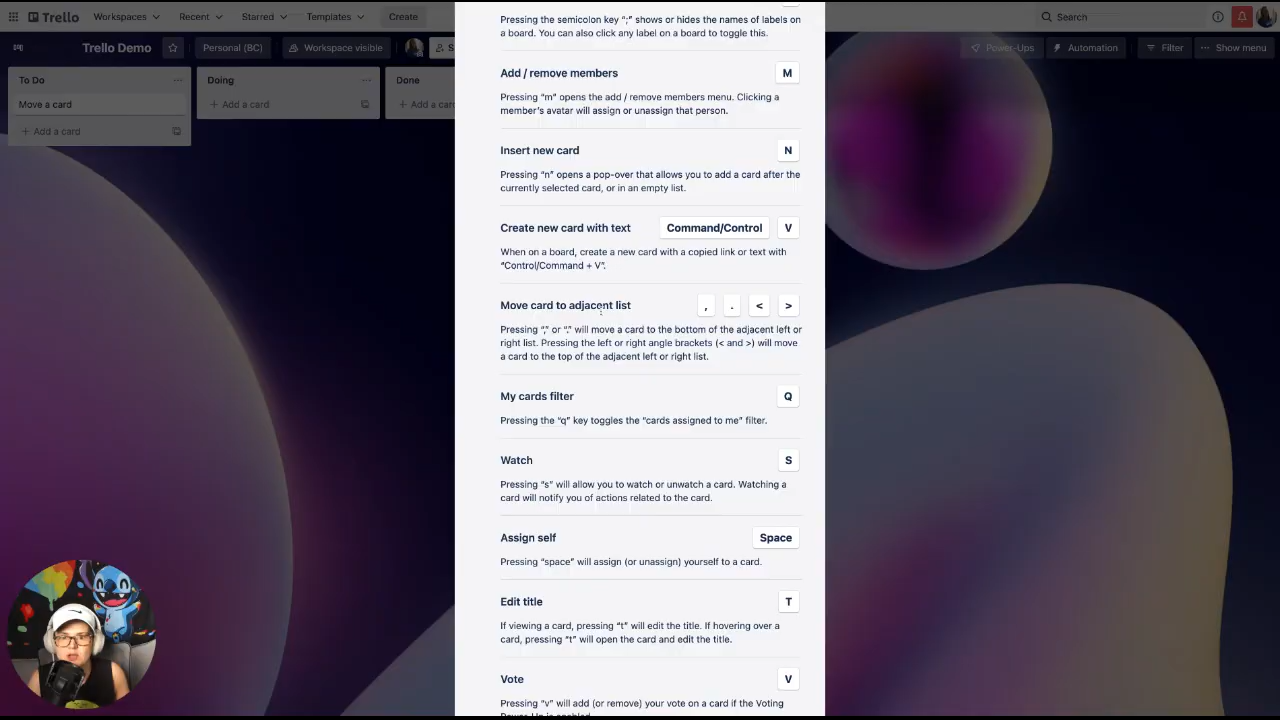 Trello
Workspaces
Recent
Starred
Templates
Create
Search
Trello Demo
Personal (BC)
Workspace visible
S
Power-Ups
Automation
Filter
Show menu
To Do
Move a card
+ Add a card
Doing
+ Add a card
Done
+ Add a card
Pressing the semicolon key “;” shows or hides the names of labels on
a board. You can also click any label on a board to toggle this.
Add / remove members M
Pressing “m” opens the add / remove members menu. Clicking a
member’s avatar will assign or unassign that person.
Insert new card N
Pressing “n” opens a pop-over that allows you to add a card after the
currently selected card, or in an empty list.
Create new card with text Command/Control V
When on a board, create a new card with a copied link or text with
“Control/Command + V”.
Move card to adjacent list , . < >
Pressing “,” or “.” will move a card to the bottom of the adjacent left or
right list. Pressing the left or right angle brackets (< and >) will move
a card to the top of the adjacent left or right list.
My cards filter Q
Pressing the “q” key toggles the “cards assigned to me” filter.
Watch S
Pressing “s” will allow you to watch or unwatch a card. Watching a
card will notify you of actions related to the card.
Assign self Space
Pressing “space” will assign (or unassign) yourself to a card.
Edit title T
If viewing a card, pressing “t” will edit the title. If hovering over a
card, pressing “t” will open the card and edit the title.
Vote V
Pressing “v” will add (or remove) your vote on a card if the Voting
Power-Up is enabled.